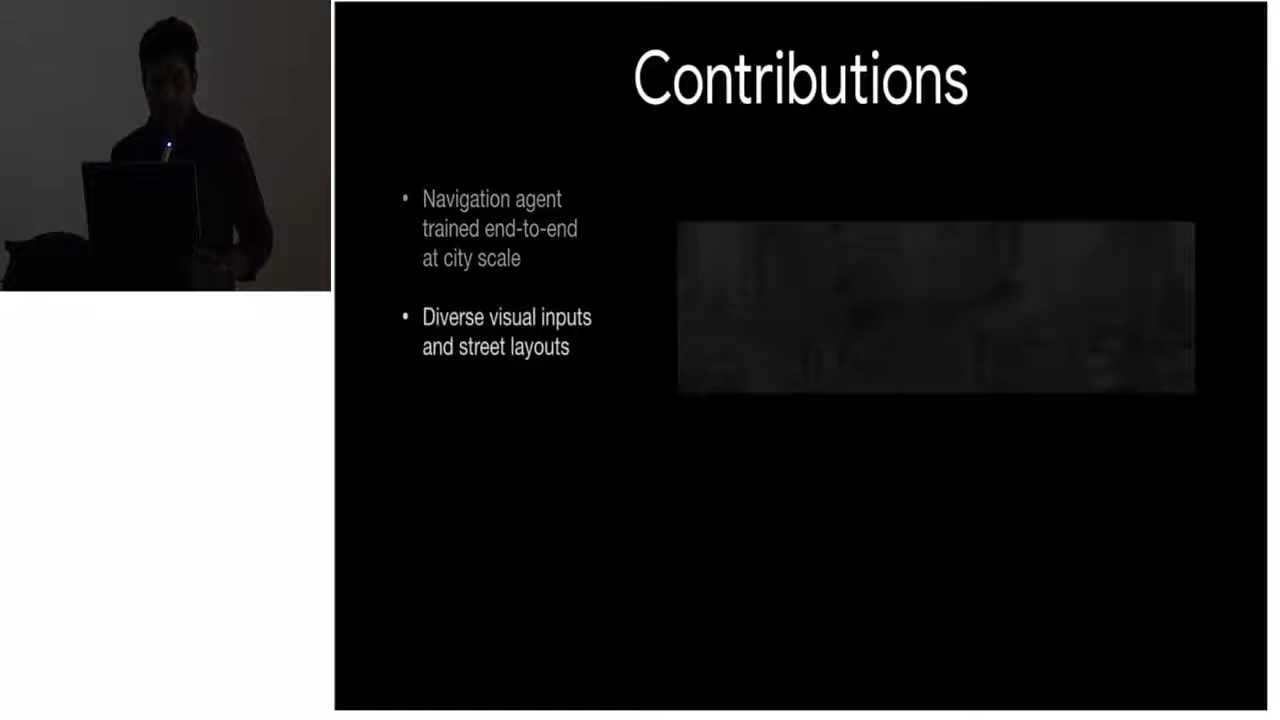 Contributions
• Navigation agent
trained end-to-end
at city scale
• Diverse visual inputs
and street layouts